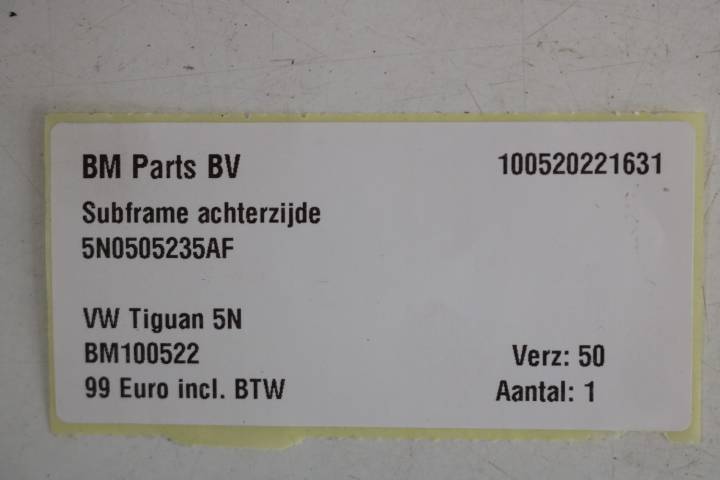 BM Parts BV 100520221631
Subframe achterzijde
5N0505235AF
VW Tiguan 5N
BM100522 Verz: 50
99 Euro incl. BTW Aantal: 1